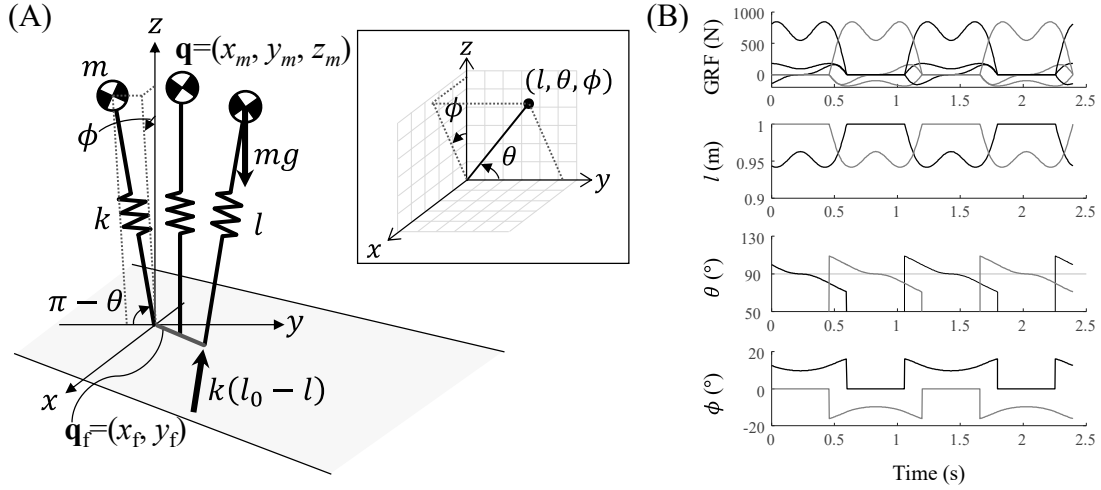 (A)
z
𝐪=(x_m, y_m, z_m)
m
ϕ
mg
k
l
π − θ
y
x
k(l_0 − l)
𝐪_f=(x_f, y_f)
z
(l, θ, ϕ)
ϕ
θ
y
x
(B)
GRF (N)
1000
500
0
0 0.5 1 1.5 2 2.5
l (m)
1
0.95
0.9
0 0.5 1 1.5 2 2.5
θ (°)
130
90
50
0 0.5 1 1.5 2 2.5
ϕ (°)
20
0
-20
0 0.5 1 1.5 2 2.5
Time (s)